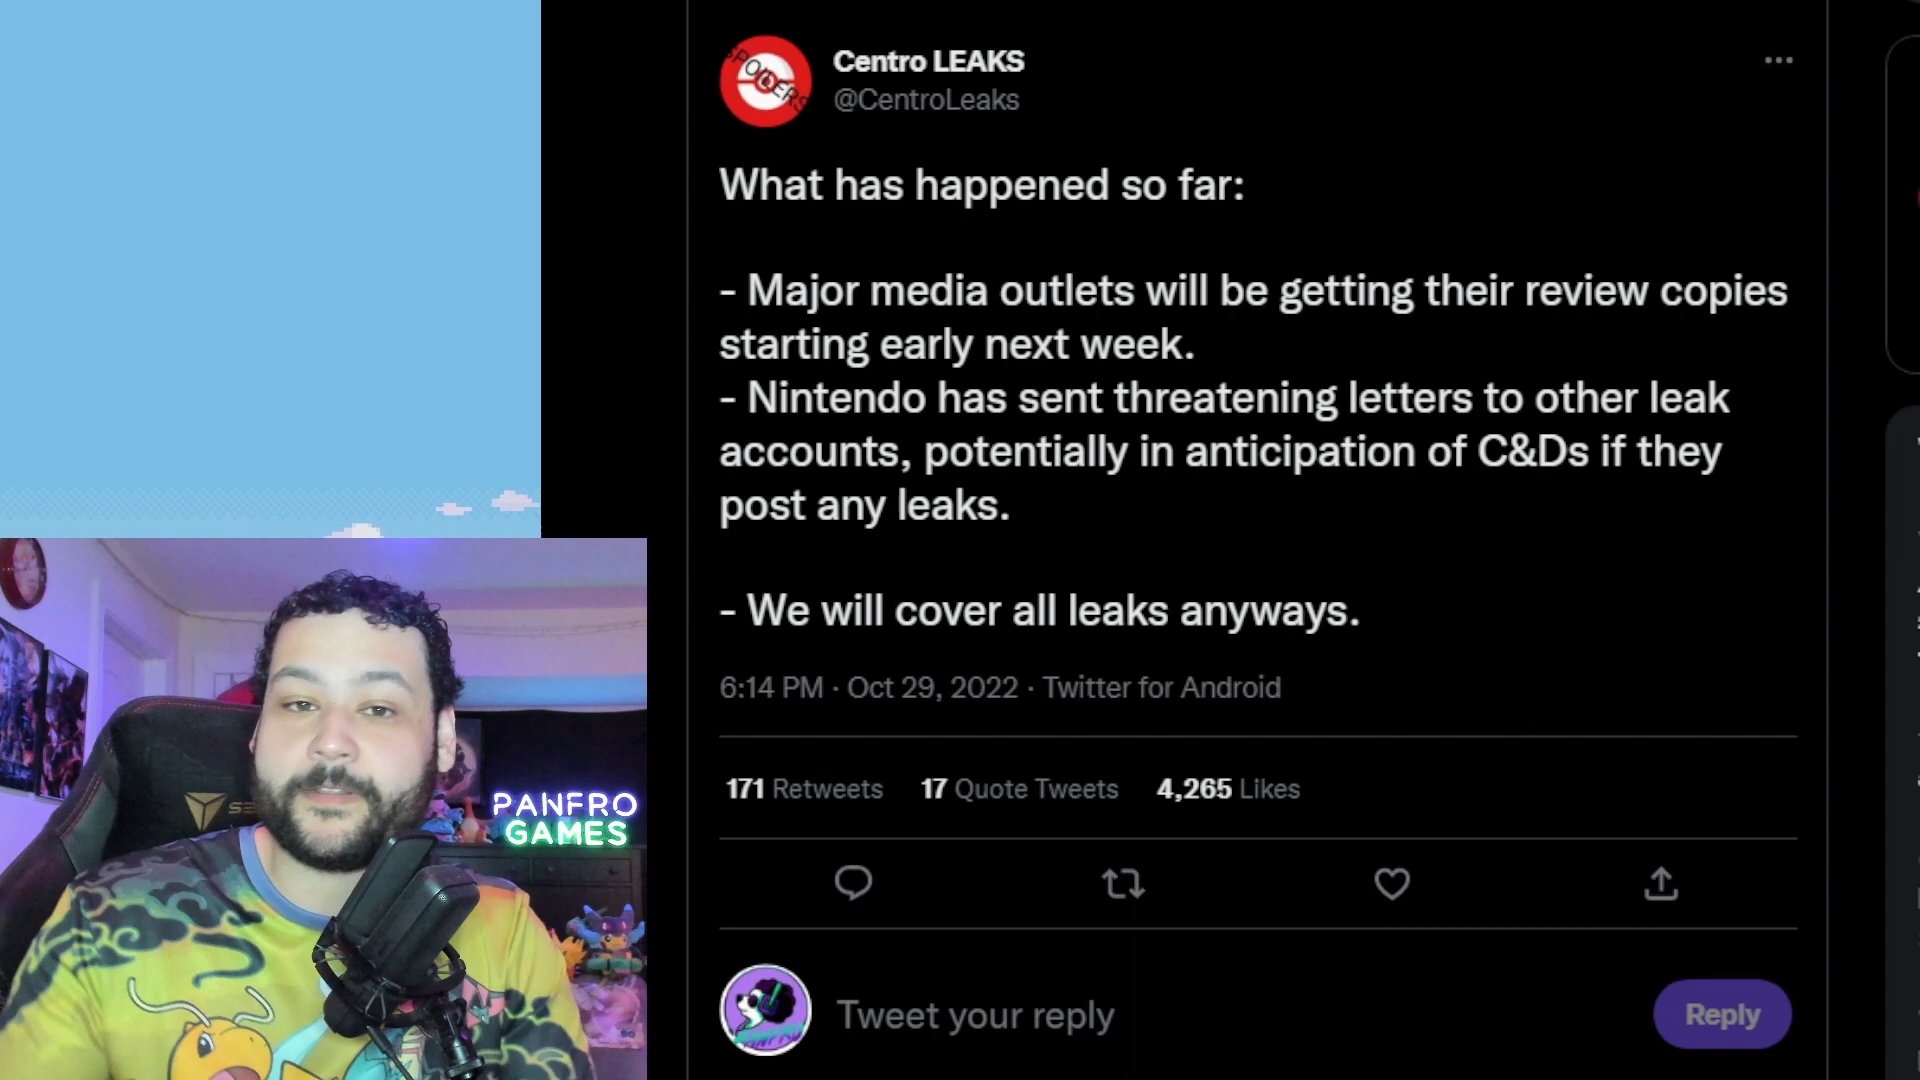 SPOILERS
Centro LEAKS
@CentroLeaks
What has happened so far:
- Major media outlets will be getting their review copies
starting early next week.
- Nintendo has sent threatening letters to other leak
accounts, potentially in anticipation of C&Ds if they
post any leaks.
- We will cover all leaks anyways.
6:14 PM · Oct 29, 2022 · Twitter for Android
171 Retweets 17 Quote Tweets 4,265 Likes
Tweet your reply
Reply
PANFRO
GAMES